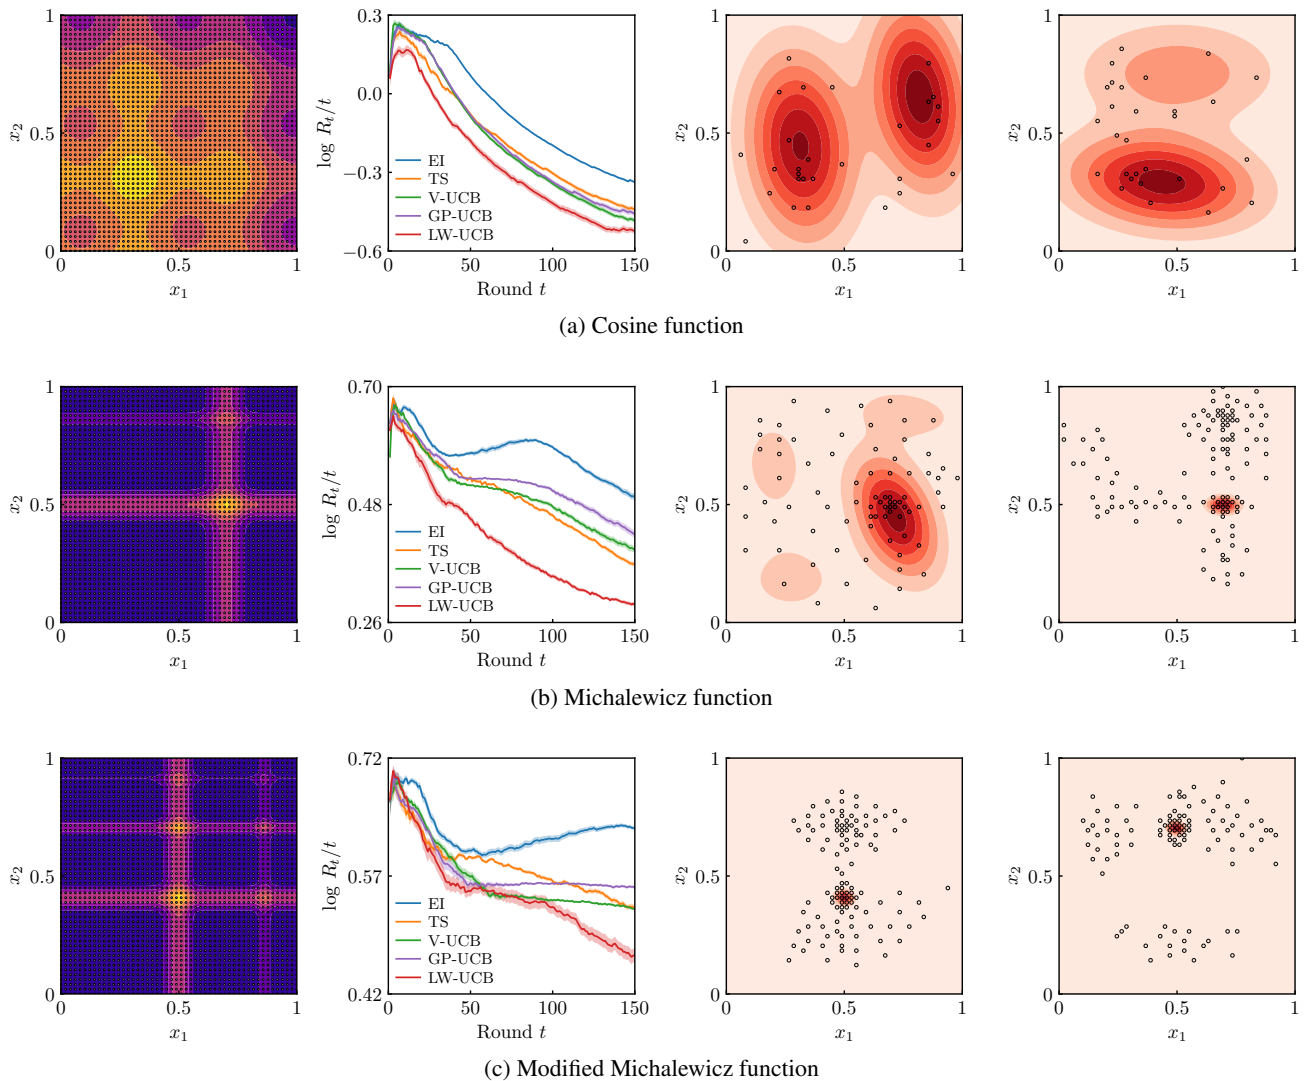 1
0.5
0
x₂
0
0.5
1
x₁
0.3
0.0
−0.3
−0.6
log R_t/t
EI
TS
V-UCB
GP-UCB
LW-UCB
0
50
100
150
Round t
1
0.5
0
x₂
0
0.5
1
x₁
1
0.5
0
x₂
0
0.5
1
x₁
(a) Cosine function
1
0.5
0
x₂
0
0.5
1
x₁
0.70
0.48
0.26
log R_t/t
EI
TS
V-UCB
GP-UCB
LW-UCB
0
50
100
150
Round t
1
0.5
0
x₂
0
0.5
1
x₁
1
0.5
0
x₂
0
0.5
1
x₁
(b) Michalewicz function
1
0.5
0
x₂
0
0.5
1
x₁
0.72
0.57
0.42
log R_t/t
EI
TS
V-UCB
GP-UCB
LW-UCB
0
50
100
150
Round t
1
0.5
0
x₂
0
0.5
1
x₁
1
0.5
0
x₂
0
0.5
1
x₁
(c) Modified Michalewicz function